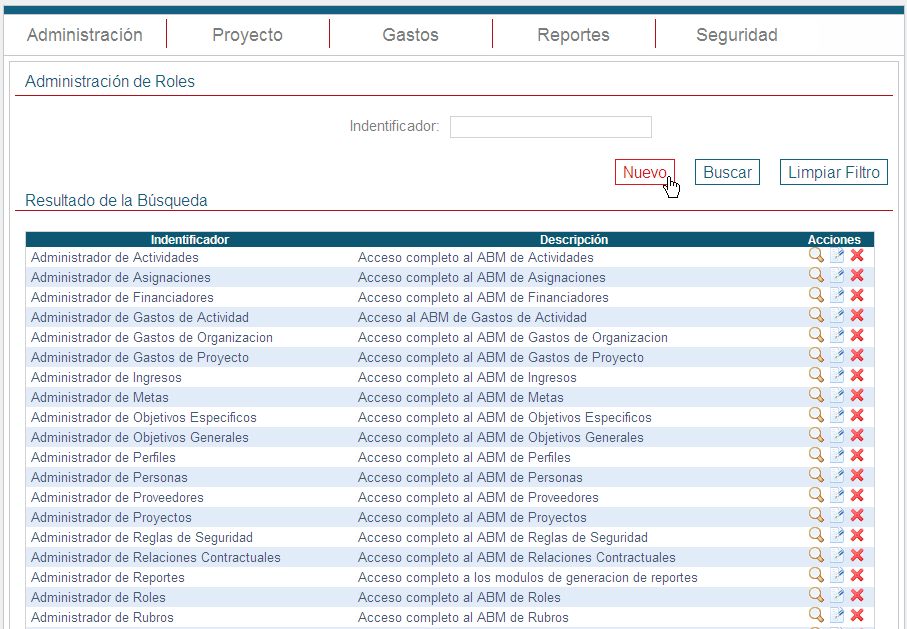 Administración Proyecto Gastos Reportes Seguridad
Administración de Roles
Indentificador:
Nuevo Buscar Limpiar Filtro
Resultado de la Búsqueda
Indentificador Descripción Acciones
Administrador de Actividades Acceso completo al ABM de Actividades
Administrador de Asignaciones Acceso completo al ABM de Asignaciones
Administrador de Financiadores Acceso completo al ABM de Financiadores
Administrador de Gastos de Actividad Acceso al ABM de Gastos de Actividad
Administrador de Gastos de Organizacion Acceso completo al ABM de Gastos de Organizacion
Administrador de Gastos de Proyecto Acceso completo al ABM de Gastos de Proyecto
Administrador de Ingresos Acceso completo al ABM de Ingresos
Administrador de Metas Acceso completo al ABM de Metas
Administrador de Objetivos Especificos Acceso completo al ABM de Objetivos Especificos
Administrador de Objetivos Generales Acceso completo al ABM de Objetivos Generales
Administrador de Perfiles Acceso completo al ABM de Perfiles
Administrador de Personas Acceso completo al ABM de Personas
Administrador de Proveedores Acceso completo al ABM de Proveedores
Administrador de Proyectos Acceso completo al ABM de Proyectos
Administrador de Reglas de Seguridad Acceso completo al ABM de Reglas de Seguridad
Administrador de Relaciones Contractuales Acceso completo al ABM de Relaciones Contractuales
Administrador de Reportes Acceso completo a los modulos de generacion de reportes
Administrador de Roles Acceso completo al ABM de Roles
Administrador de Rubros Acceso completo al ABM de Rubros